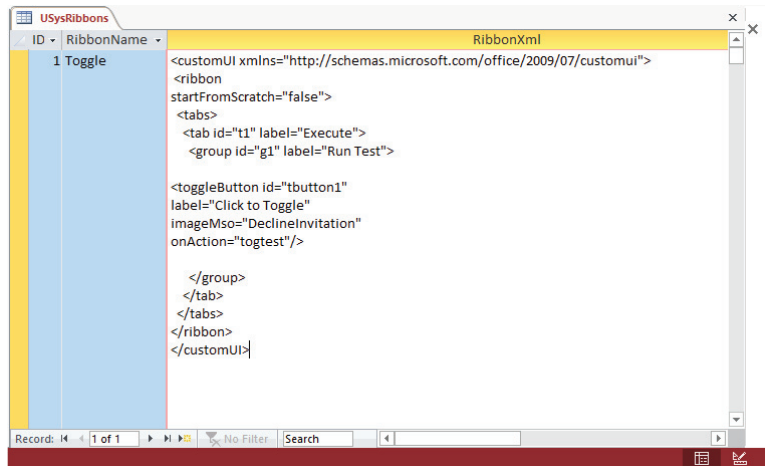 USysRibbons
ID RibbonName RibbonXml
1 Toggle <customUI xmlns="http://schemas.microsoft.com/office/2009/07/customui">
<ribbon
startFromScratch="false">
<tabs>
<tab id="t1" label="Execute">
<group id="g1" label="Run Test">
<toggleButton id="tbutton1"
label="Click to Toggle"
imageMso="DeclineInvitation"
onAction="togtest"/>
</group>
</tab>
</tabs>
</ribbon>
</customUI>
Record: 1 of 1 No Filter Search